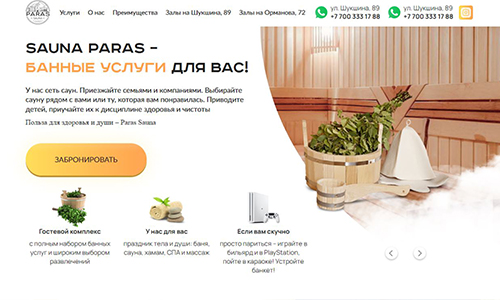 PARAS
Услуги О нас Преимущества Залы на Шукшина, 89 Залы на Орманова, 72
ул. Шукшина, 89
+7 700 333 17 88
ул. Шукшина, 89
+7 700 333 17 88
SAUNA PARAS –
БАННЫЕ УСЛУГИ ДЛЯ ВАС!
У нас сеть саун. Приезжайте семьями и компаниями. Выбирайте
сауну рядом с вами или ту, которая вам понравилась. Приводите
детей, приучайте их к дисциплине здоровья и чистоты
Польза для здоровья и души – Paras Sauna
ЗАБРОНИРОВАТЬ
Гостевой комплекс
с полным набором банных
услуг и широким выбором
развлечений
У нас для вас
праздник тела и души: баня,
сауна, хамам, СПА и массаж
Если вам скучно
просто париться – играйте в
бильярд и в PlayStation,
пойте в караоке! Устройте
банкет!